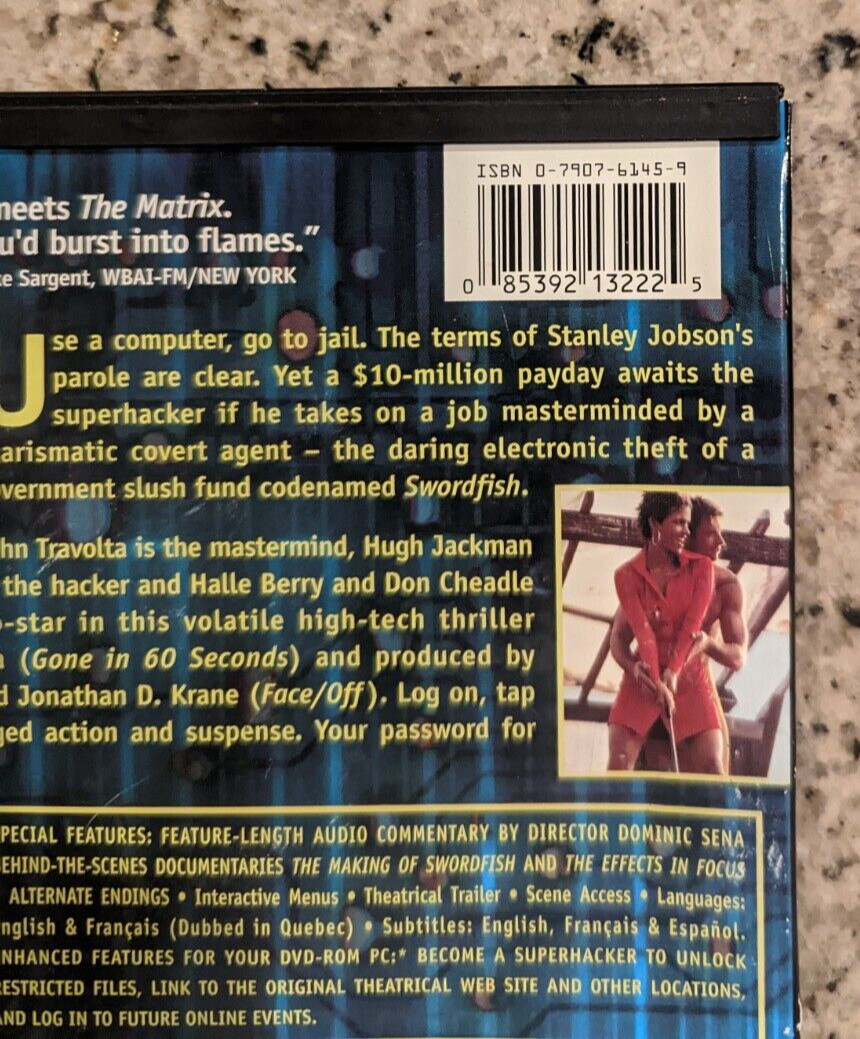 ISBN 0-7907-6145-9
0 85392 13222 5
meets The Matrix.
u'd burst into flames."
ce Sargent, WBAI-FM/NEW YORK
Use a computer, go to jail. The terms of Stanley Jobson's
parole are clear. Yet a $10-million payday awaits the
superhacker if he takes on a job masterminded by a
arismatic covert agent – the daring electronic theft of a
vernment slush fund codenamed Swordfish.
hn Travolta is the mastermind, Hugh Jackman
the hacker and Halle Berry and Don Cheadle
o-star in this volatile high-tech thriller
(Gone in 60 Seconds) and produced by
d Jonathan D. Krane (Face/Off). Log on, tap
ged action and suspense. Your password for
PECIAL FEATURES: FEATURE-LENGTH AUDIO COMMENTARY BY DIRECTOR DOMINIC SENA
BEHIND-THE-SCENES DOCUMENTARIES THE MAKING OF SWORDFISH AND THE EFFECTS IN FOCUS
ALTERNATE ENDINGS • Interactive Menus • Theatrical Trailer • Scene Access • Languages:
nglish & Français (Dubbed in Quebec) • Subtitles: English, Français & Español.
NHANCED FEATURES FOR YOUR DVD-ROM PC:* BECOME A SUPERHACKER TO UNLOCK
RESTRICTED FILES, LINK TO THE ORIGINAL THEATRICAL WEB SITE AND OTHER LOCATIONS,
AND LOG IN TO FUTURE ONLINE EVENTS.